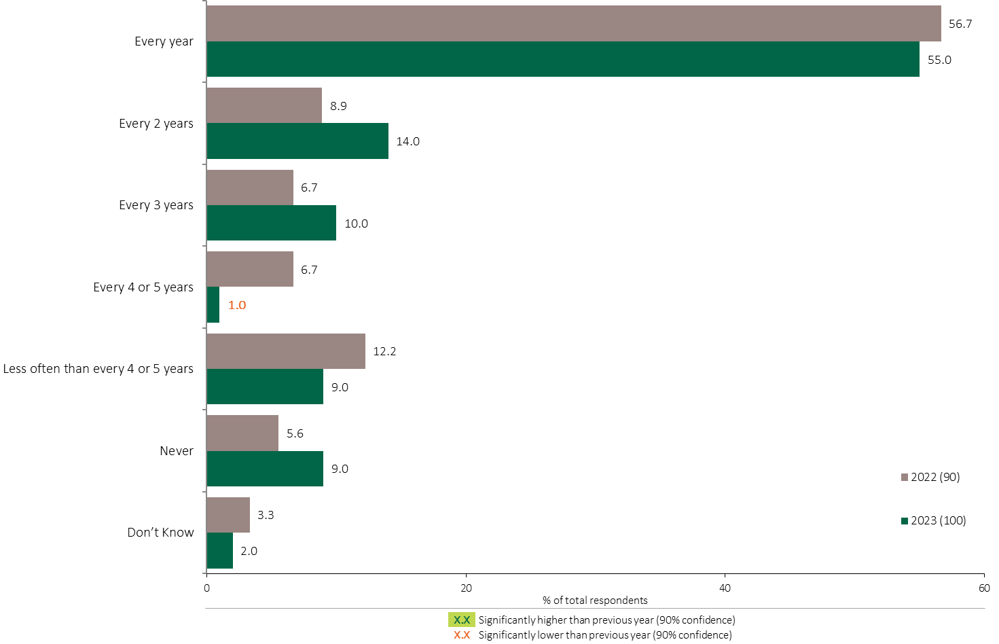 Every year
56.7
55.0
Every 2 years
8.9
14.0
Every 3 years
6.7
10.0
Every 4 or 5 years
6.7
1.0
Less often than every 4 or 5 years
12.2
9.0
Never
5.6
9.0
Don’t Know
3.3
2.0
2022 (90)
2023 (100)
0 20 40 60
% of total respondents
X.X Significantly higher than previous year (90% confidence)
X.X Significantly lower than previous year (90% confidence)